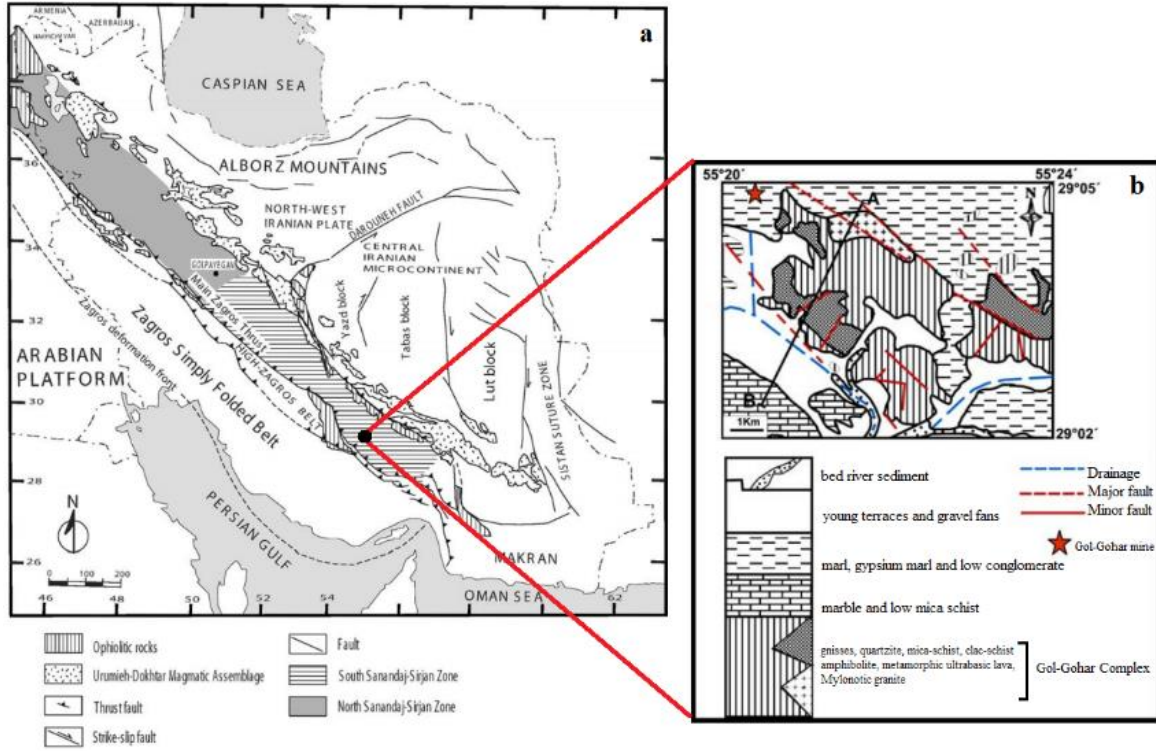 a
ARMENIA
AZERBAIJAN
CASPIAN SEA
ALBORZ MOUNTAINS
NORTH-WEST
IRANIAN PLATE
DAROUNEH FAULT
CENTRAL
IRANIAN
MICROCONTINENT
GOLPAYEGAN
Main Zagros Thrust
HIGH-ZAGROS BELT
Zagros Simply Folded Belt
Zagros deformation front
Yazd block
Tabas block
Lut block
SISTAN SUTURE ZONE
ARABIAN
PLATFORM
PERSIAN GULF
MAKRAN
OMAN SEA
N
0 100 200
36
34
32
30
28
26
46
48
50
52
54
62
Ophiolitic rocks
Urumieh-Dokhtar Magmatic Assemblage
Thrust fault
Strike-slip fault
Fault
South Sanandaj-Sirjan Zone
North Sanandaj-Sirjan Zone
b
55°20
55°24
29°05´
29°02´
N
A
B
1Km
bed river sediment
young terraces and gravel fans
marl, gypsium marl and low conglomerate
marble and low mica schist
gnisses, quartzite, mica-schist, clac-schist
amphibolite, metamorphic ultrabasic lava,
Mylonotic granite
Gol-Gohar Complex
Drainage
Major fault
Minor fault
Gol-Gohar mine